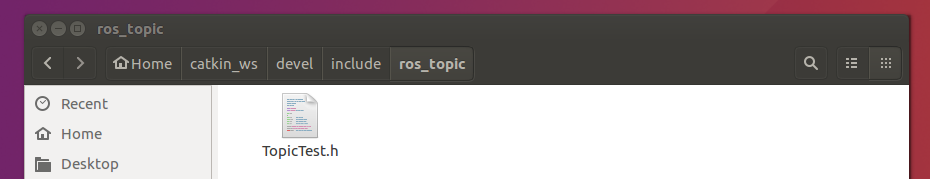 ros_topic
Home catkin_ws devel include ros_topic
Recent
Home
Desktop
TopicTest.h